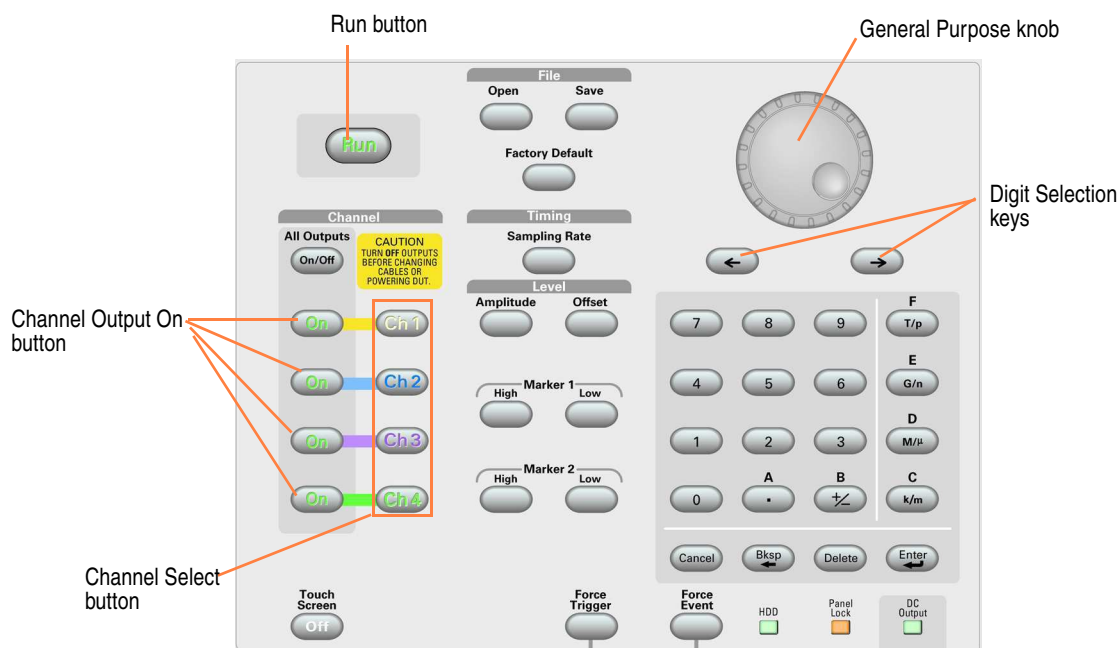 Run button
General Purpose knob
File
Open
Save
Run
Factory Default
Digit Selection
keys
Channel
Timing
All Outputs
On/Off
CAUTION
TURN OFF OUTPUTS
BEFORE CHANGING
CABLES OR
POWERING DUT.
Sampling Rate
← →
Level
Amplitude
Offset
Channel Output On
button
On
Ch 1
On
Ch 2
On
Ch 3
On
Ch 4
Marker 1
High
Low
Marker 2
High
Low
7 8 9
F
T/p
4 5 6
E
G/n
1 2 3
D
M/µ
0
A
.
B
+/−
C
k/m
Cancel
Bksp
Delete
Enter
Channel Select
button
Touch
Screen
Off
Force
Trigger
Force
Event
HDD
Panel
Lock
DC
Output